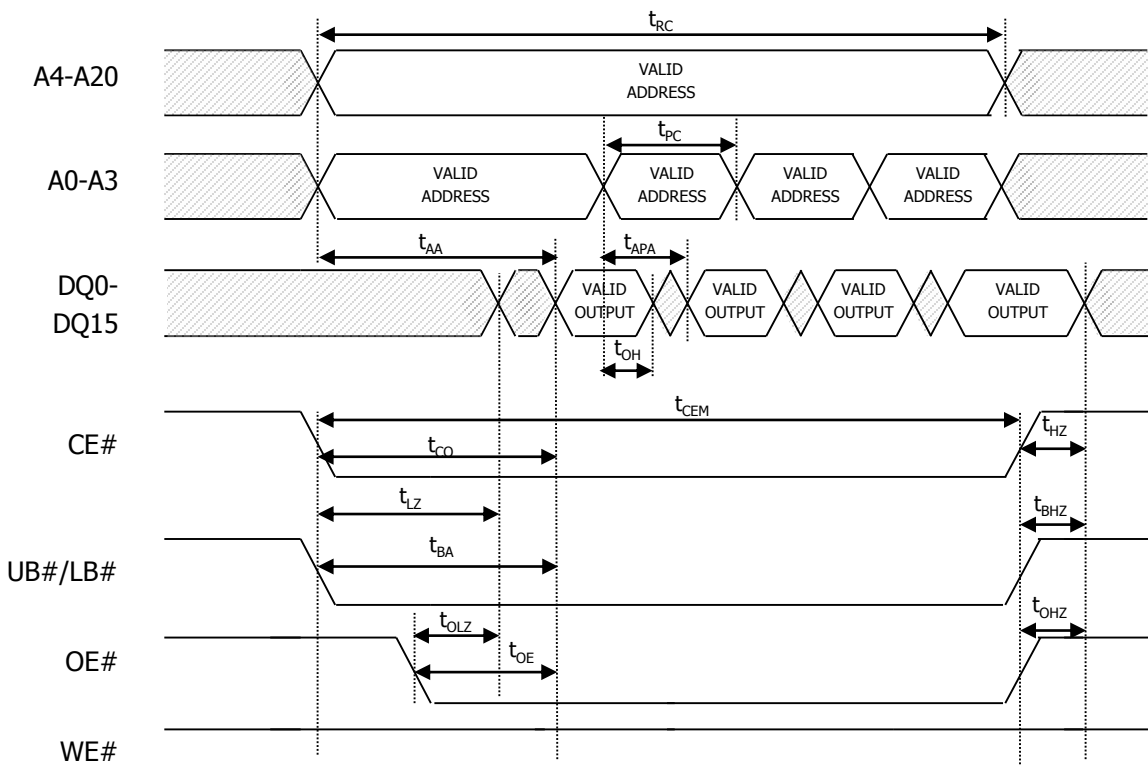 tRC
A4-A20
VALID
ADDRESS
tPC
A0-A3
VALID
ADDRESS
VALID
ADDRESS
VALID
ADDRESS
VALID
ADDRESS
tAA
tAPA
DQ0-
DQ15
VALID
OUTPUT
VALID
OUTPUT
VALID
OUTPUT
VALID
OUTPUT
tOH
tCEM
CE#
tHZ
tCO
tLZ
tBHZ
UB#/LB#
tBA
tOLZ
tOHZ
OE#
tOE
WE#